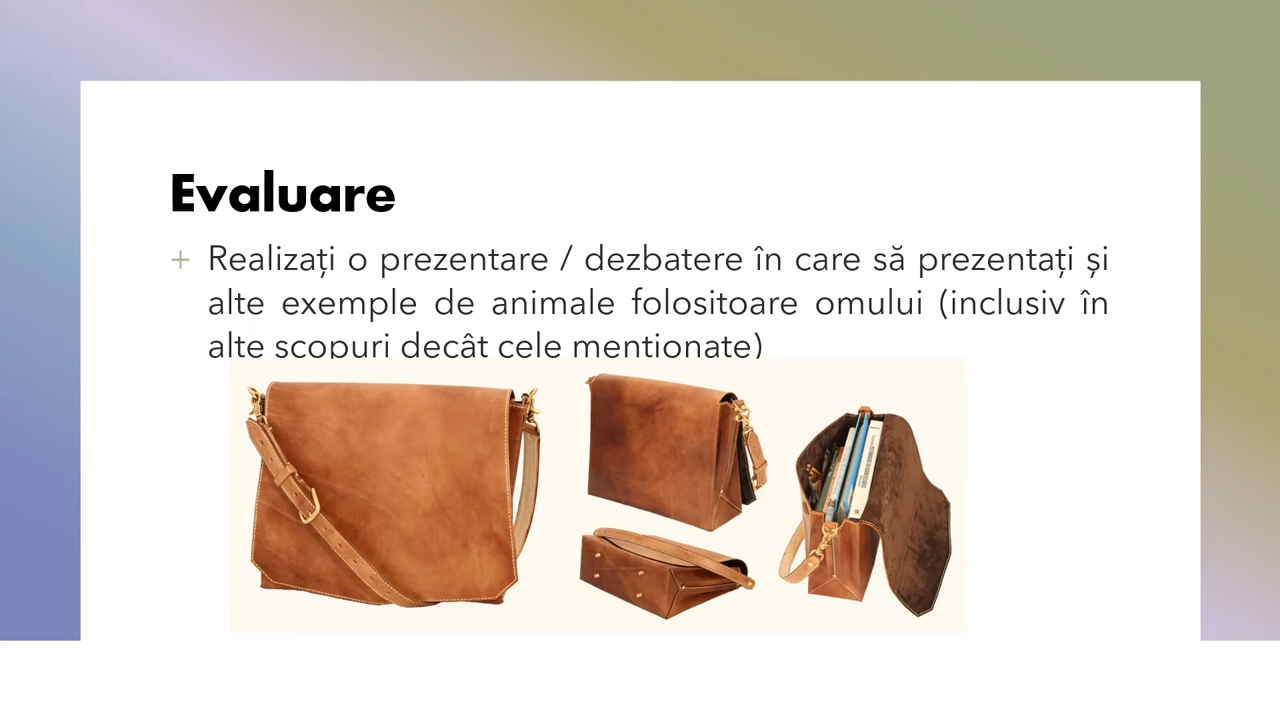 Evaluare
+ Realizați o prezentare / dezbatere în care să prezentați și
alte exemple de animale folositoare omului (inclusiv în
alte scopuri decât cele menționate)